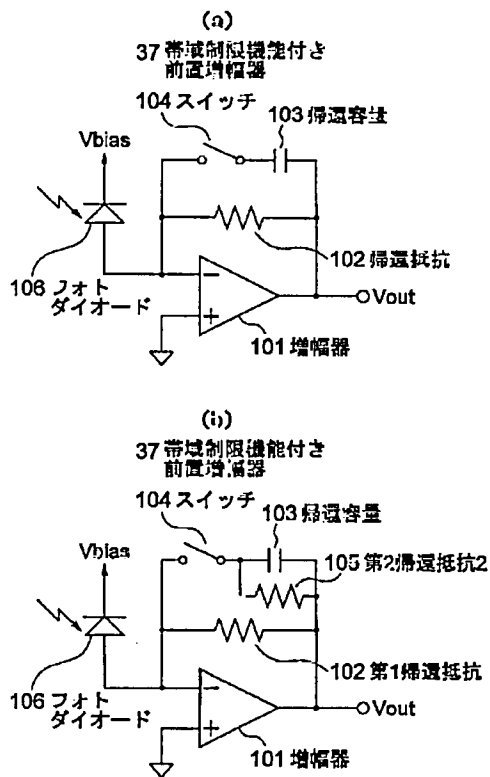 (a)
37 帯域制限機能付き
前置増幅器
104 スイッチ
103 帰還容量
Vbias
102 帰還抵抗
106 フォト
ダイオード
Vout
101 増幅器
(b)
37 帯域制限機能付き
前置増幅器
104 スイッチ
103 帰還容量
Vbias
105 第2帰還抵抗2
102 第1帰還抵抗
106 フォト
ダイオード
Vout
101 増幅器